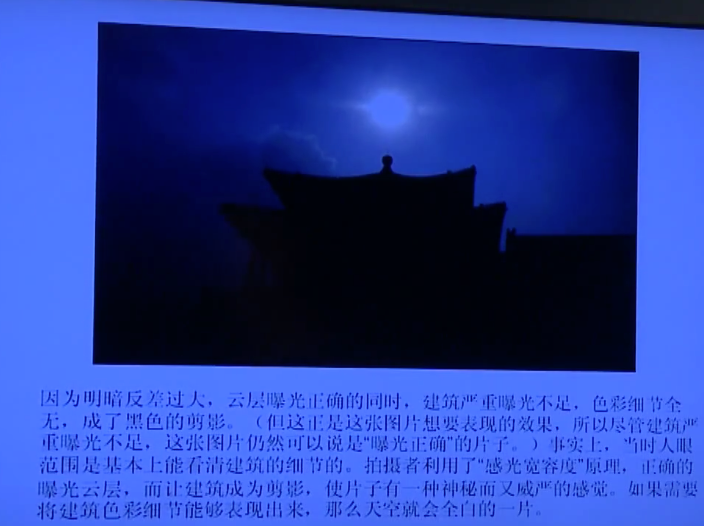 因为明暗反差过大，云层曝光正确的同时，建筑严重曝光不足，色彩细节全
无，成了黑色的剪影。（但这正是这张图片想要表现的效果，所以尽管建筑严
重曝光不足，这张图片仍然可以说是“曝光正确”的片子。）事实上，当时人眼
范围是基本上能看清建筑的细节的。拍摄者利用了“感光宽容度”原理，正确的
曝光云层，而让建筑成为剪影，使片子有一种神秘而又威严的感觉。如果需要
将建筑色彩细节能够表现出来，那么天空就会全白的一片。